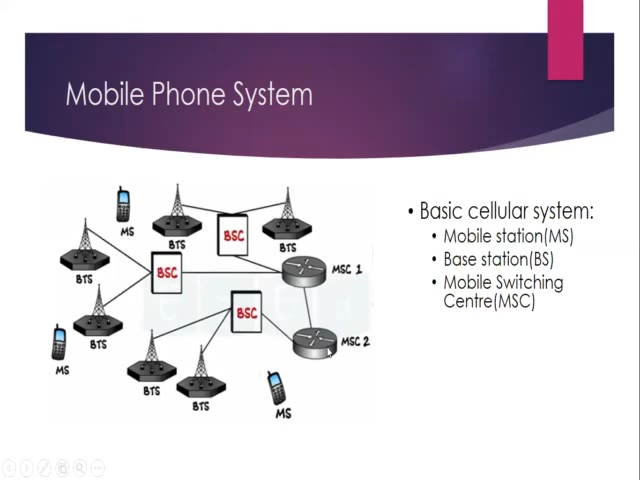 Mobile Phone System
MS
BTS
BSC
BTS
BTS
BSC
MSC 1
BTS
BSC
MS
MSC 2
BTS
BTS
MS
• Basic cellular system:
• Mobile station(MS)
• Base station(BS)
• Mobile Switching
Centre(MSC)